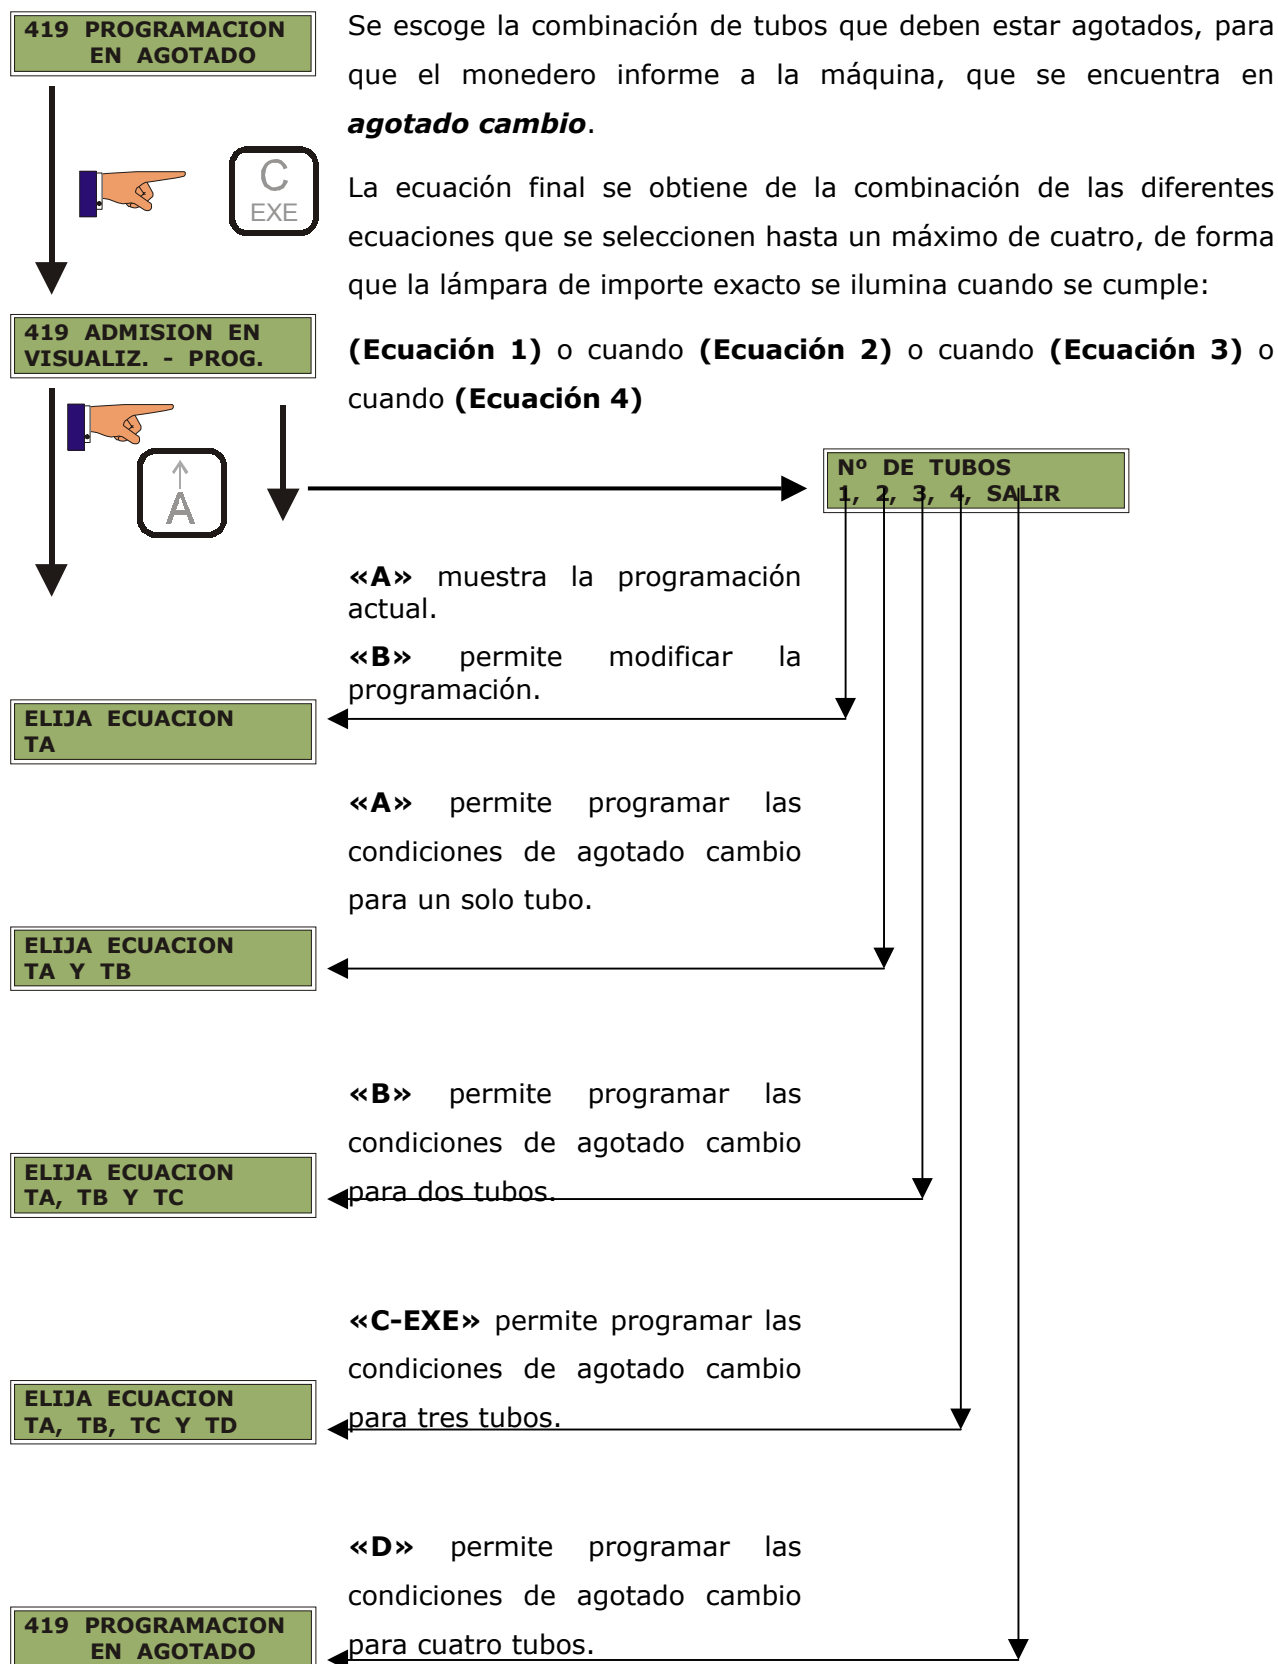 419 PROGRAMACION
EN AGOTADO
Se escoge la combinación de tubos que deben estar agotados, para
que el monedero informe a la máquina, que se encuentra en
agotado cambio.
C
EXE
La ecuación final se obtiene de la combinación de las diferentes
ecuaciones que se seleccionen hasta un máximo de cuatro, de forma
que la lámpara de importe exacto se ilumina cuando se cumple:
419 ADMISION EN
VISUALIZ. - PROG.
(Ecuación 1) o cuando (Ecuación 2) o cuando (Ecuación 3) o
cuando (Ecuación 4)
A
Nº DE TUBOS
1, 2, 3, 4, SALIR
«A» muestra la programación
actual.
«B» permite modificar la
programación.
ELIJA ECUACION
TA
«A» permite programar las
condiciones de agotado cambio
para un solo tubo.
ELIJA ECUACION
TA Y TB
«B» permite programar las
condiciones de agotado cambio
para dos tubos.
ELIJA ECUACION
TA, TB Y TC
«C-EXE» permite programar las
condiciones de agotado cambio
para tres tubos.
ELIJA ECUACION
TA, TB, TC Y TD
«D» permite programar las
condiciones de agotado cambio
para cuatro tubos.
419 PROGRAMACION
EN AGOTADO